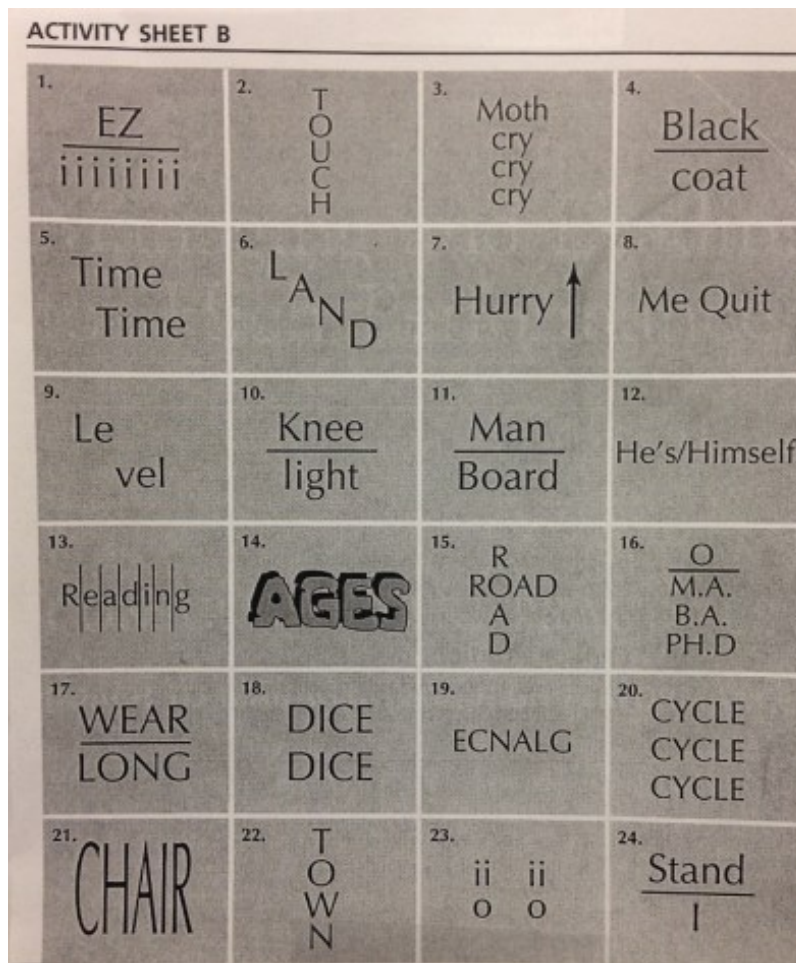 ACTIVITY SHEET B
1.
EZ
iiiiiiii
2.
T
O
U
C
H
3.
Moth
cry
cry
cry
4.
Black
coat
5.
Time
Time
6.
LAND
7.
Hurry
8.
Me Quit
9.
Le
vel
10.
Knee
light
11.
Man
Board
12.
He's/Himself
13.
R|e|a|d|i|n|g
14.
AGES
15.
R
ROAD
A
D
16.
O
M.A.
B.A.
PH.D
17.
WEAR
LONG
18.
DICE
DICE
19.
ECNALG
20.
CYCLE
CYCLE
CYCLE
21.
CHAIR
22.
T
O
W
N
23.
ii ii
o o
24.
Stand
I